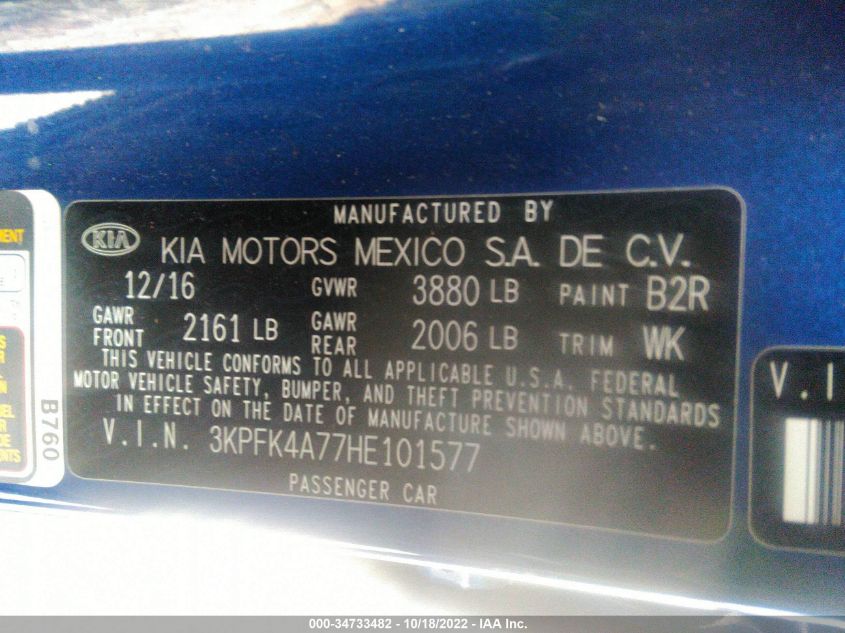 MANUFACTURED BY
KIA KIA MOTORS MEXICO S.A. DE C.V.
12/16 GVWR 3880 LB PAINT B2R
GAWR FRONT 2161 LB GAWR REAR 2006 LB TRIM WK
THIS VEHICLE CONFORMS TO ALL APPLICABLE U.S.A. FEDERAL
MOTOR VEHICLE SAFETY, BUMPER, AND THEFT PREVENTION STANDARDS
IN EFFECT ON THE DATE OF MANUFACTURE SHOWN ABOVE.
V.I.N. 3KPFK4A77HE101577
PASSENGER CAR
B760
V.I
000-34733482 - 10/18/2022 - IAA Inc.